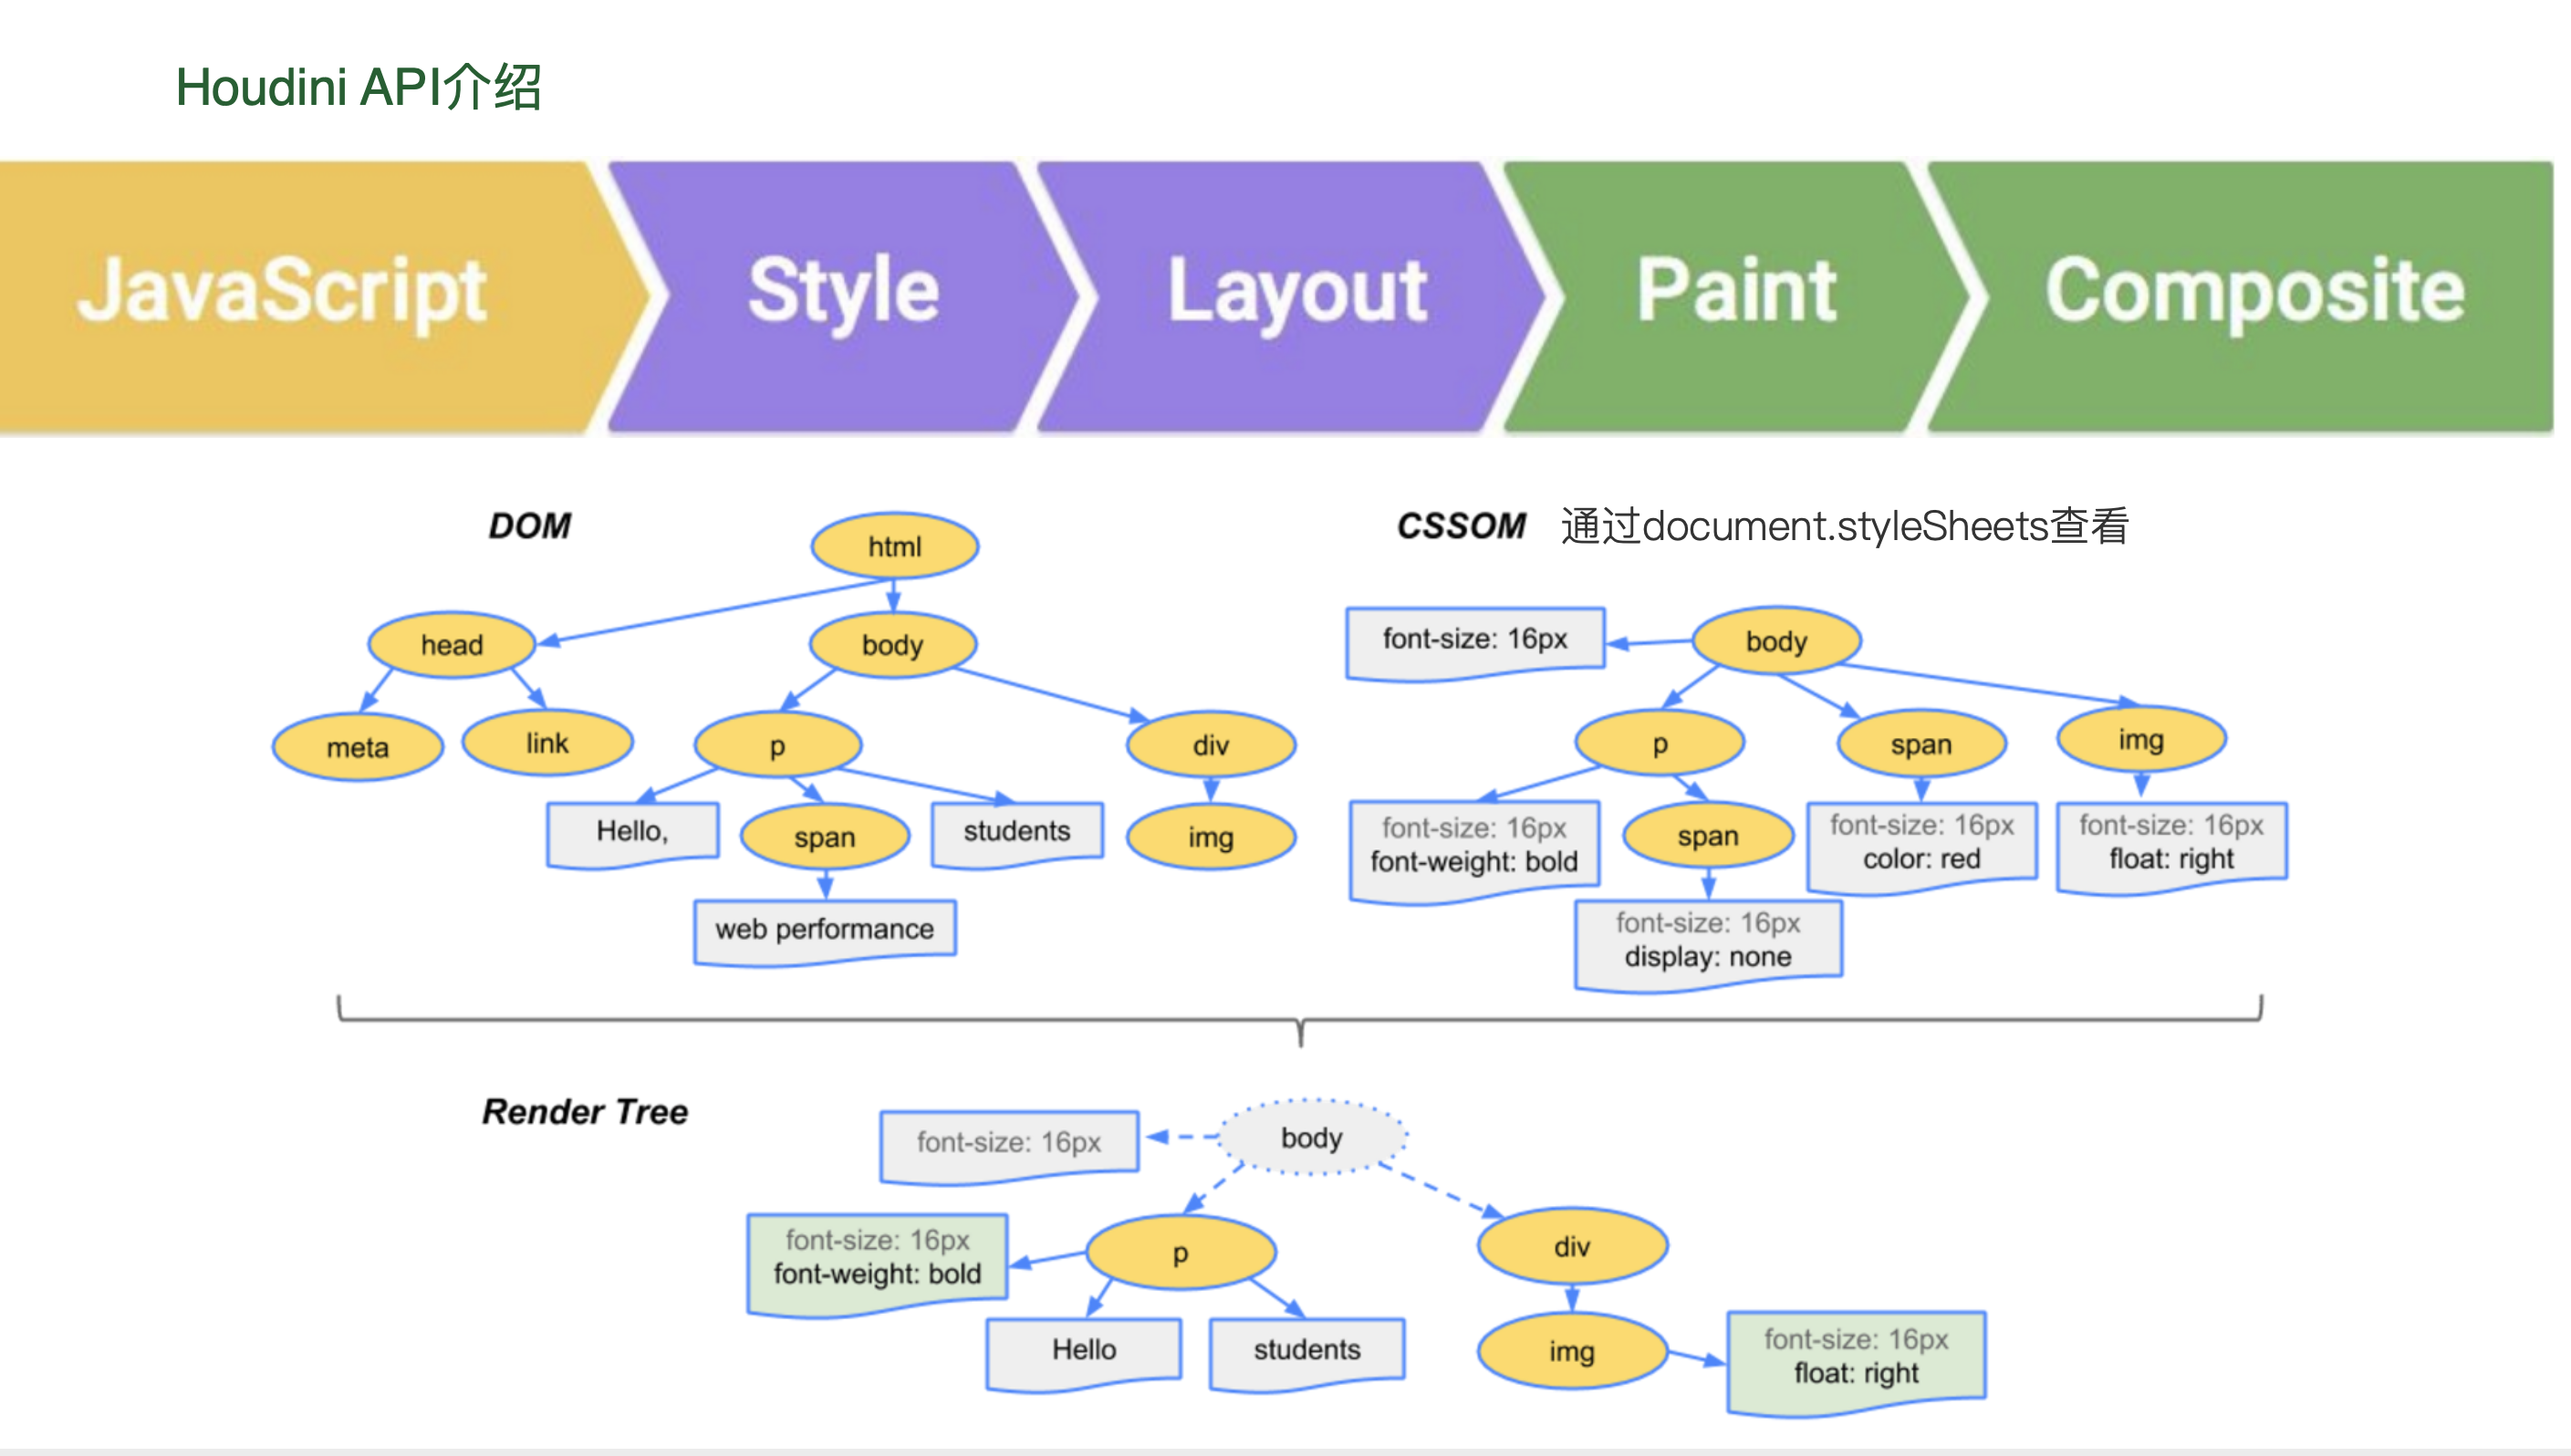 Houdini API介绍
JavaScript
Style
Layout
Paint
Composite
DOM
html
head
body
meta
link
p
div
Hello,
span
students
img
web performance
CSSOM
通过document.styleSheets查看
font-size: 16px
body
p
span
img
font-size: 16px
font-weight: bold
span
font-size: 16px
color: red
font-size: 16px
float: right
font-size: 16px
display: none
Render Tree
font-size: 16px
body
font-size: 16px
font-weight: bold
p
div
Hello
students
img
font-size: 16px
float: right